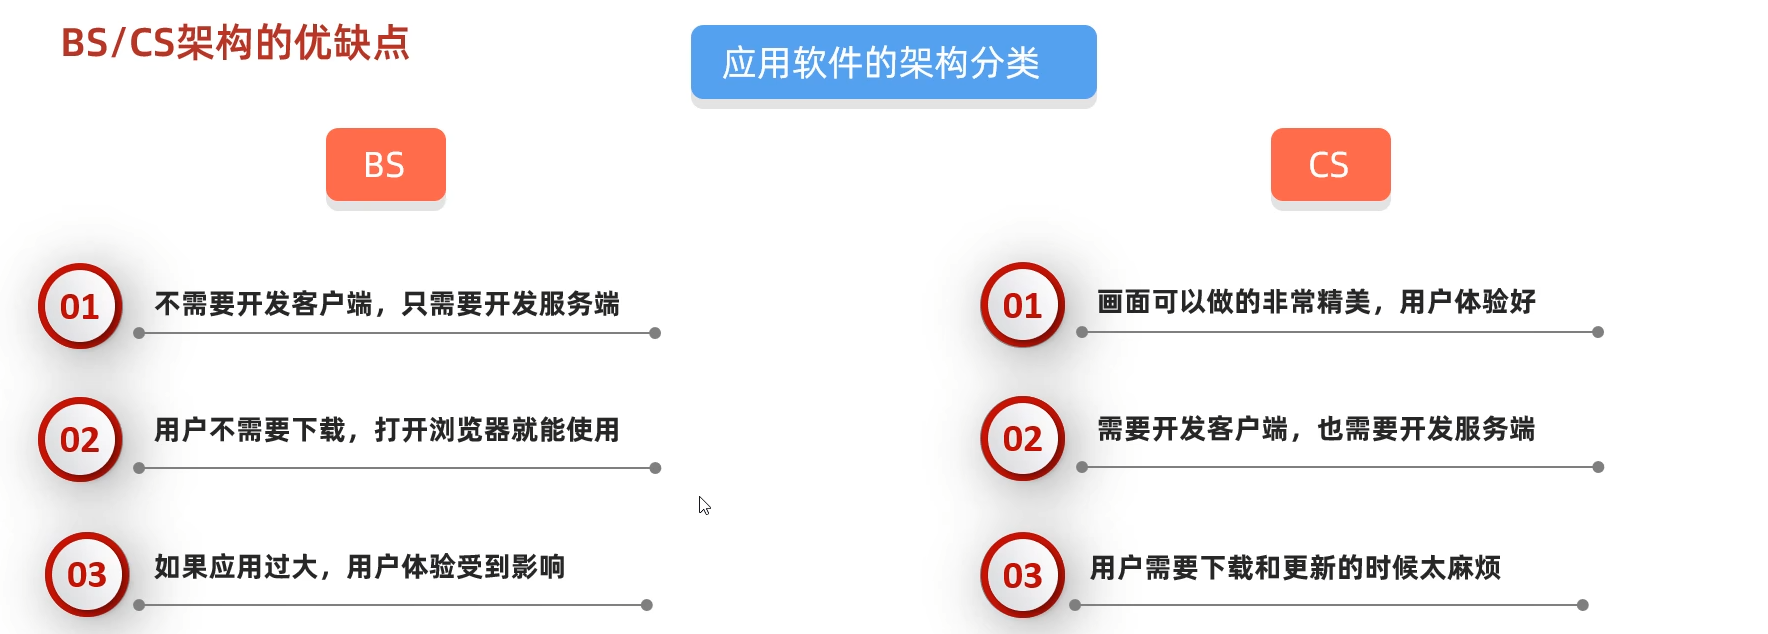 BS/CS架构的优缺点
应用软件的架构分类
BS
01
不需要开发客户端，只需要开发服务端
02
用户不需要下载，打开浏览器就能使用
03
如果应用过大，用户体验受到影响
CS
01
画面可以做的非常精美，用户体验好
02
需要开发客户端，也需要开发服务端
03
用户需要下载和更新的时候太麻烦